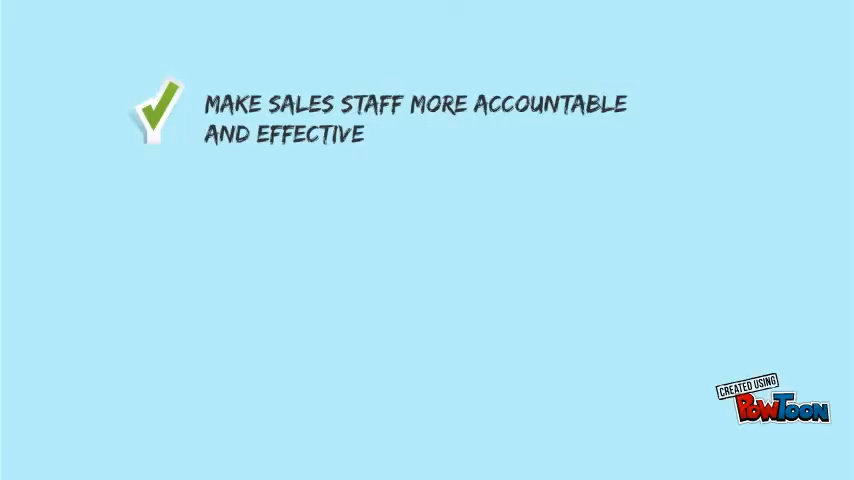 MAKE SALES STAFF MORE ACCOUNTABLE
AND EFFECTIVE
CREATED USING
POWTOON